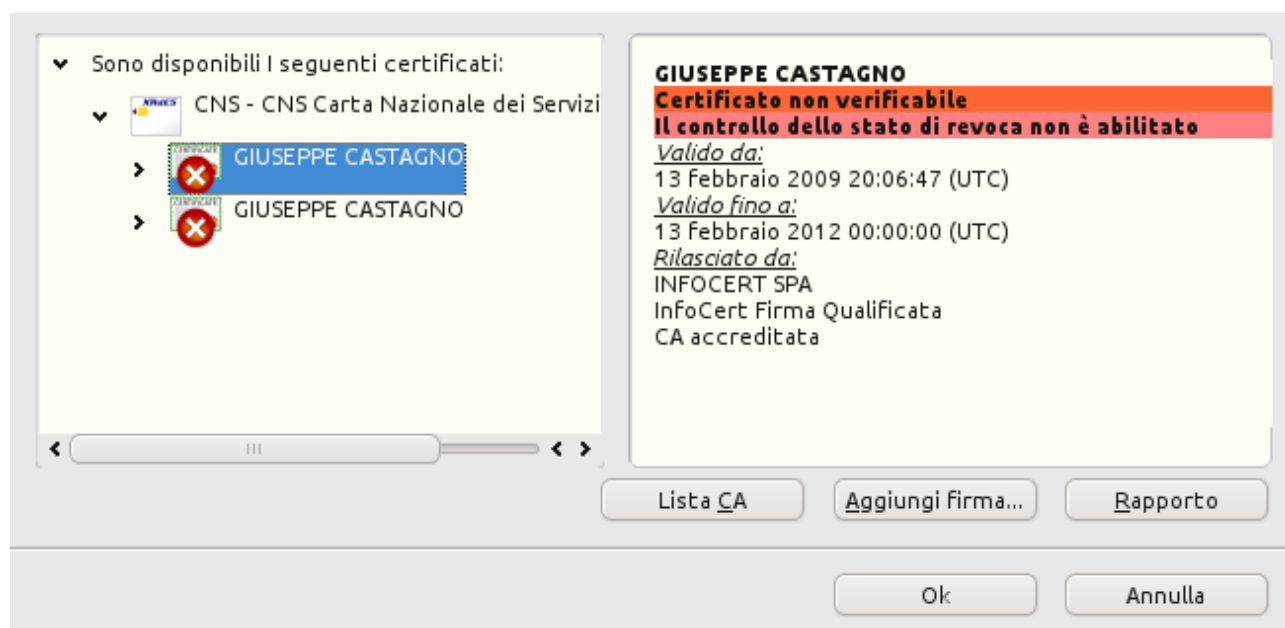 Sono disponibili I seguenti certificati:
CNS - CNS Carta Nazionale dei Servizi
GIUSEPPE CASTAGNO
GIUSEPPE CASTAGNO
GIUSEPPE CASTAGNO
Certificato non verificabile
Il controllo dello stato di revoca non è abilitato
Valido da:
13 febbraio 2009 20:06:47 (UTC)
Valido fino a:
13 febbraio 2012 00:00:00 (UTC)
Rilasciato da:
INFOCERT SPA
InfoCert Firma Qualificata
CA accreditata
Lista CA
Aggiungi firma...
Rapporto
Ok
Annulla